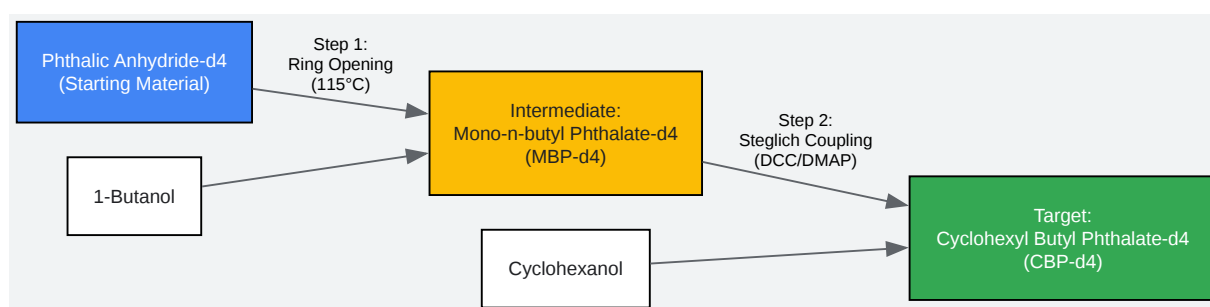 Phthalic Anhydride-d4
(Starting Material)
Step 1:
Ring Opening
(115°C)
1-Butanol
Intermediate:
Mono-n-butyl Phthalate-d4
(MBP-d4)
Step 2:
Steglich Coupling
(DCC/DMAP)
Cyclohexanol
Target:
Cyclohexyl Butyl Phthalate-d4
(CBP-d4)